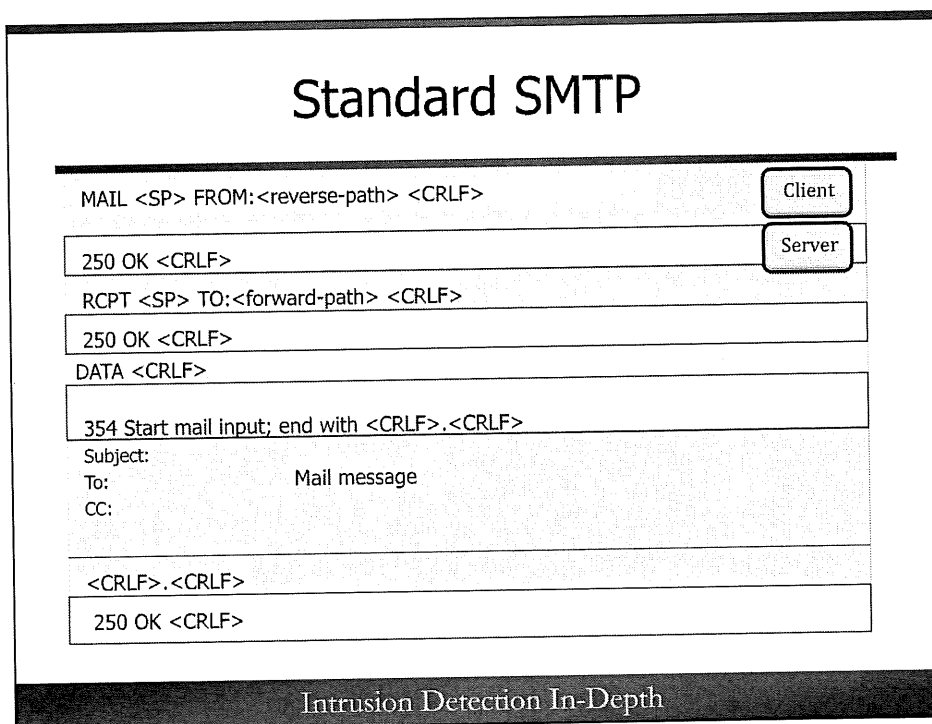 Standard SMTP
MAIL <SP> FROM:<reverse-path> <CRLF>
Client
250 OK <CRLF>
Server
RCPT <SP> TO:<forward-path> <CRLF>
250 OK <CRLF>
DATA <CRLF>
354 Start mail input; end with <CRLF>.<CRLF>
Subject:
To:
Mail message
CC:
<CRLF>.<CRLF>
250 OK <CRLF>
Intrusion Detection In-Depth